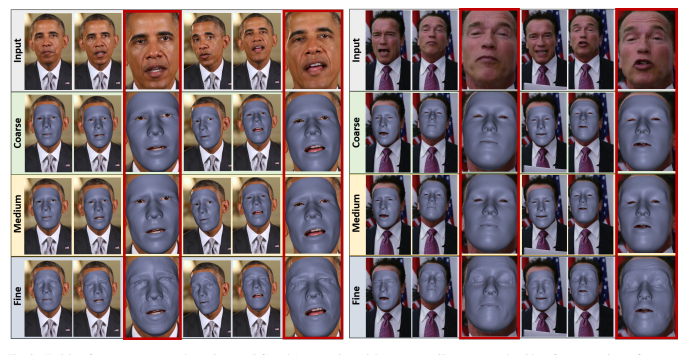 Input
Coarse
Medium
Fine
Input
Coarse
Medium
Fine